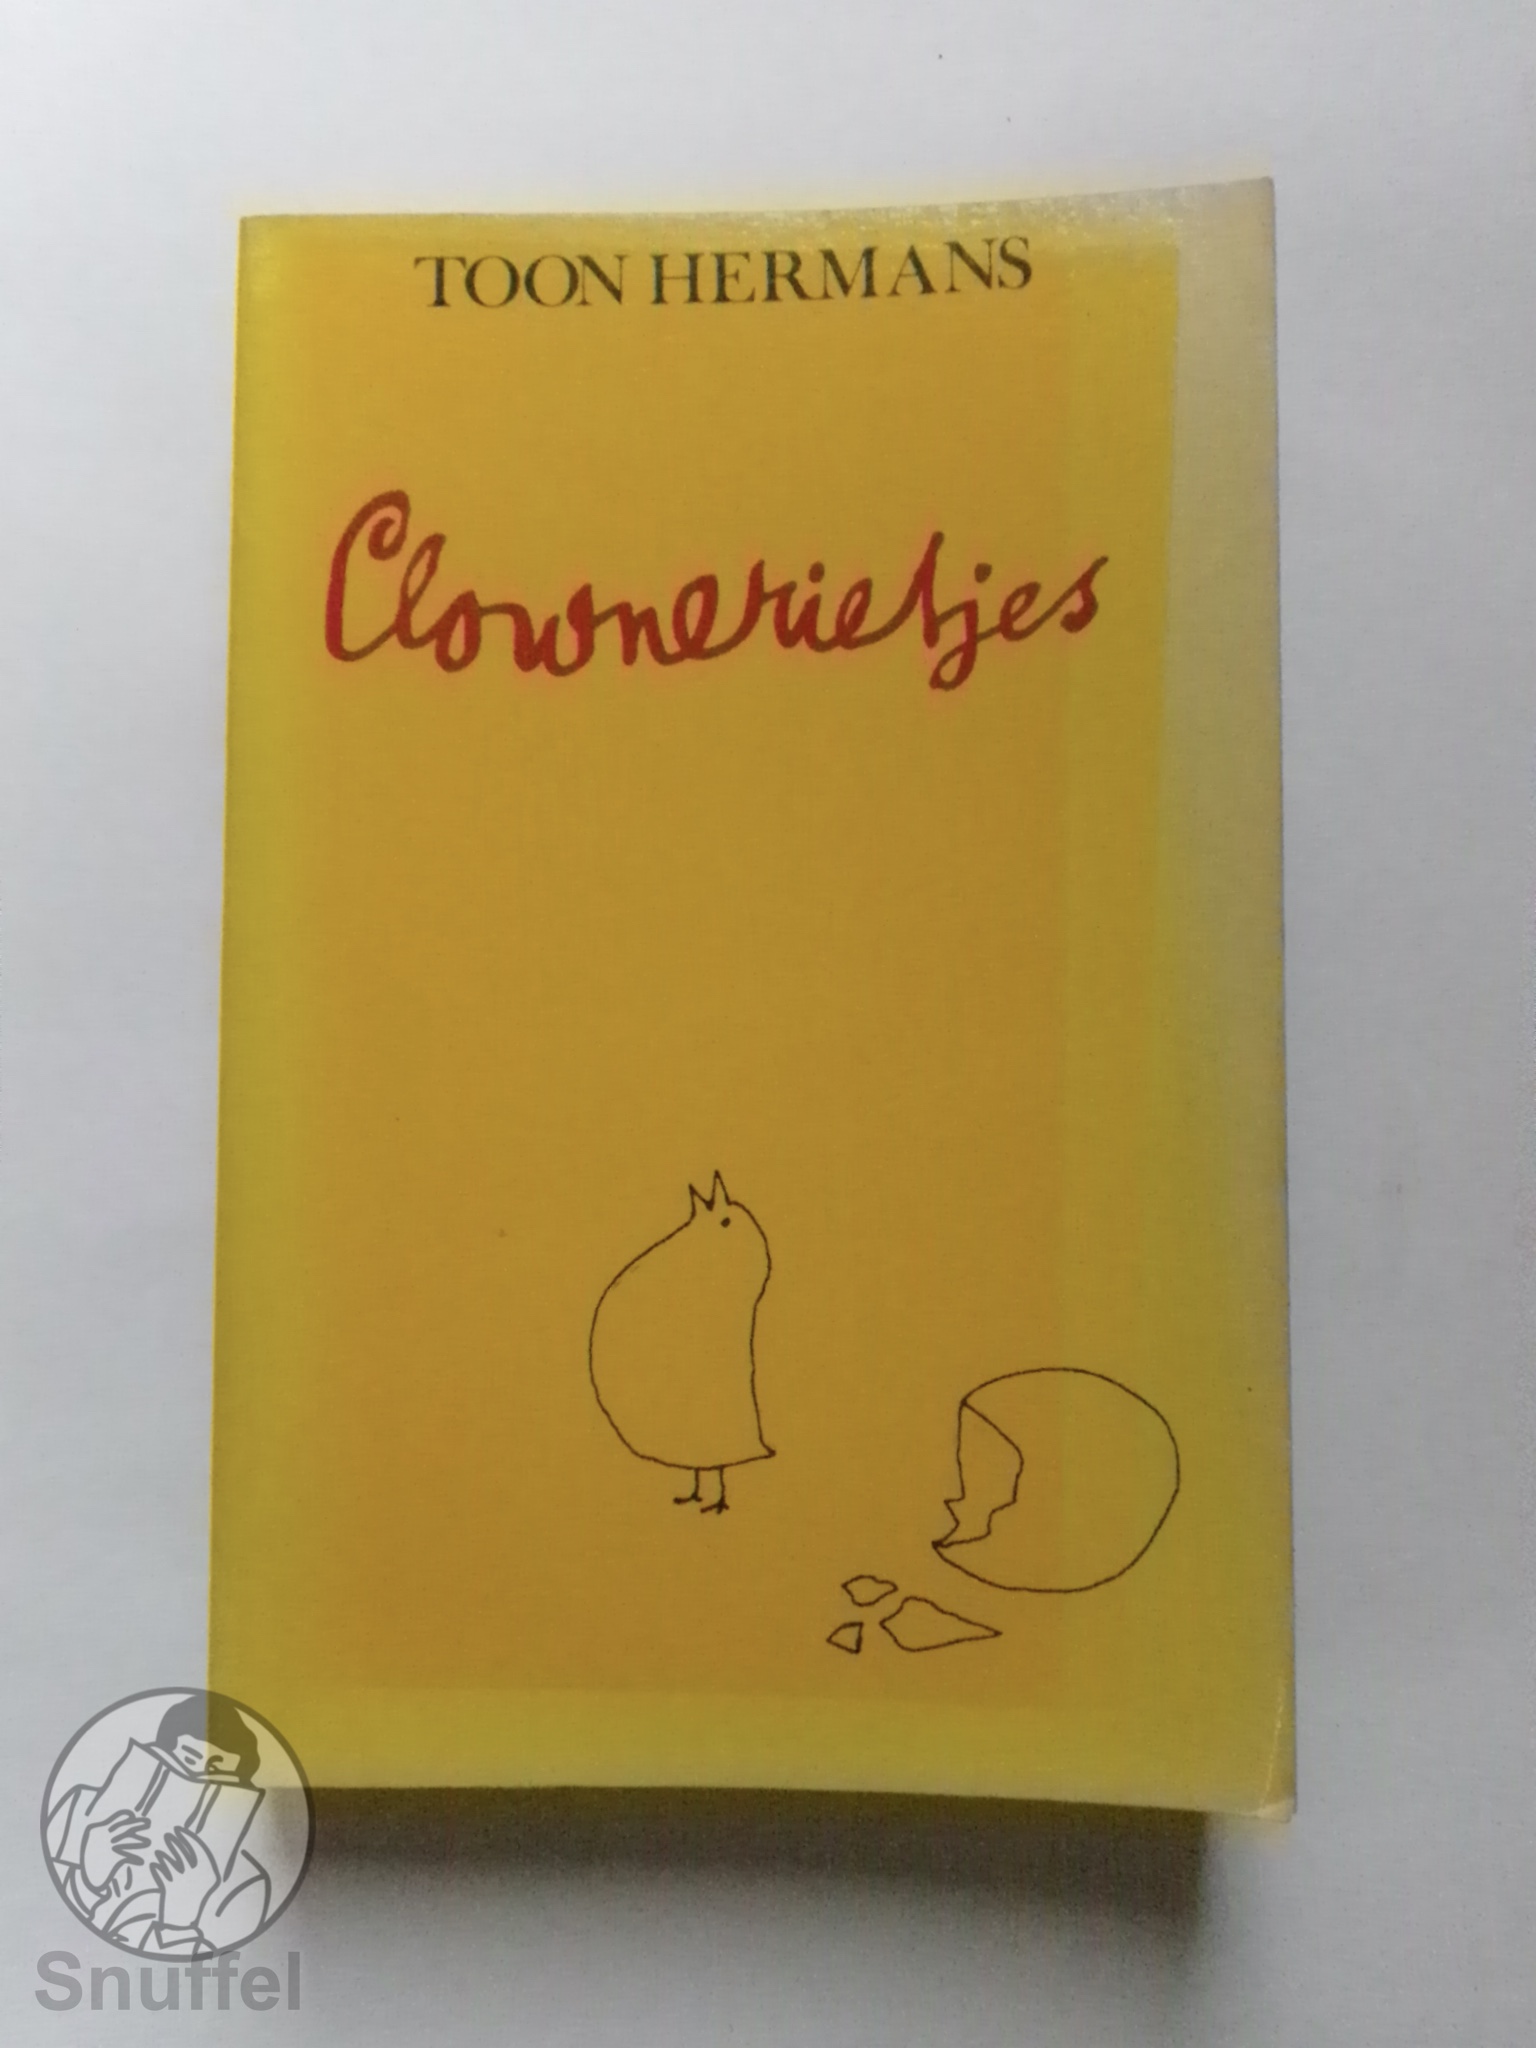 TOON HERMANS
Clownerietjes
Snuffel